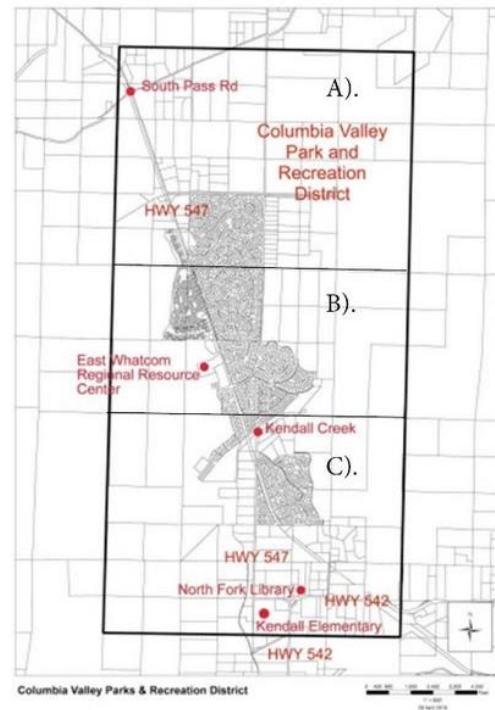 South Pass Rd
A).
Columbia Valley
Park and
Recreation
District
HWY 547
B).
East Whatcom
Regional Resource
Center
Kendall Creek
C).
HWY 547
North Fork Library
HWY 542
Kendall Elementary
HWY 542
Columbia Valley Parks & Recreation District